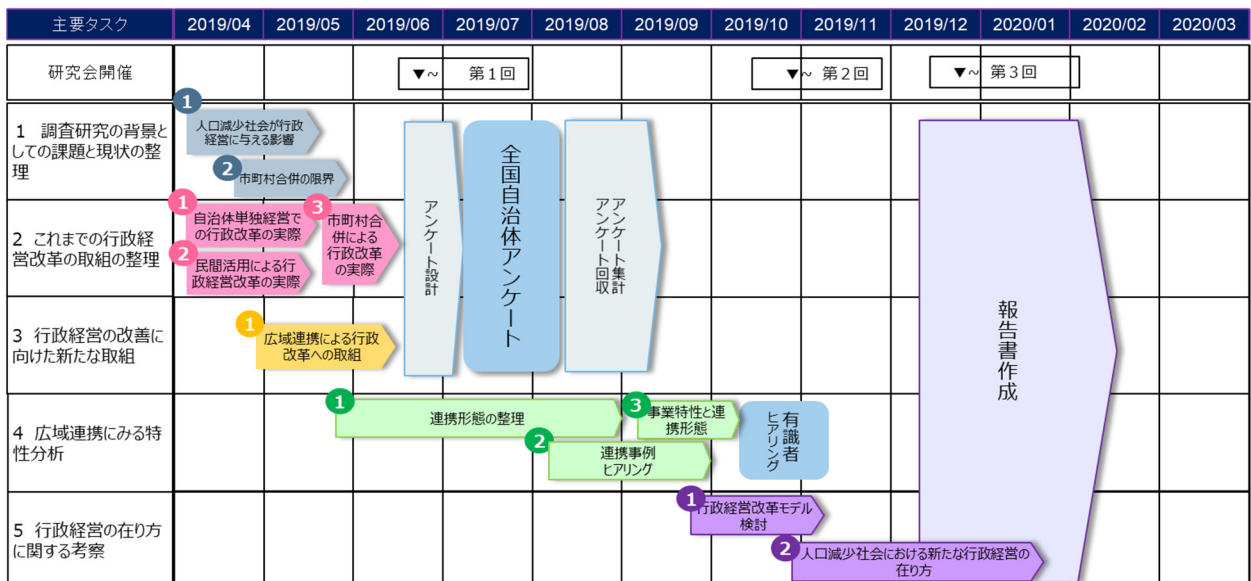 主要タスク 2019/04 2019/05 2019/06 2019/07 2019/08 2019/09 2019/10 2019/11 2019/12 2020/01 2020/02 2020/03
研究会開催
▼~ 第1回
▼~ 第2回
▼~ 第3回
1 調査研究の背景と
しての課題と現状の整
理
1
人口減少社会が行政
経営に与える影響
2
市町村合併の限界
2 これまでの行政経
営改革の取組の整理
1
自治体単独経営で
の行政改革の実際
2
民間活用による行
政経営改革の実際
3
市町村合
併による
行政改革
の実際
3 行政経営の改善に
向けた新たな取組
1
広域連携による行政
改革への取組
アンケート設計
全国自治体アンケート
アンケート集計
アンケート回収
4 広域連携にみる特
性分析
1
連携形態の整理
2
連携事例
ヒアリング
3
事業特性と連
携形態
有識者
ヒアリング
5 行政経営の在り方
に関する考察
1
行政経営改革モデル
検討
2
人口減少社会における新たな行政経営の
在り方
報告書作成